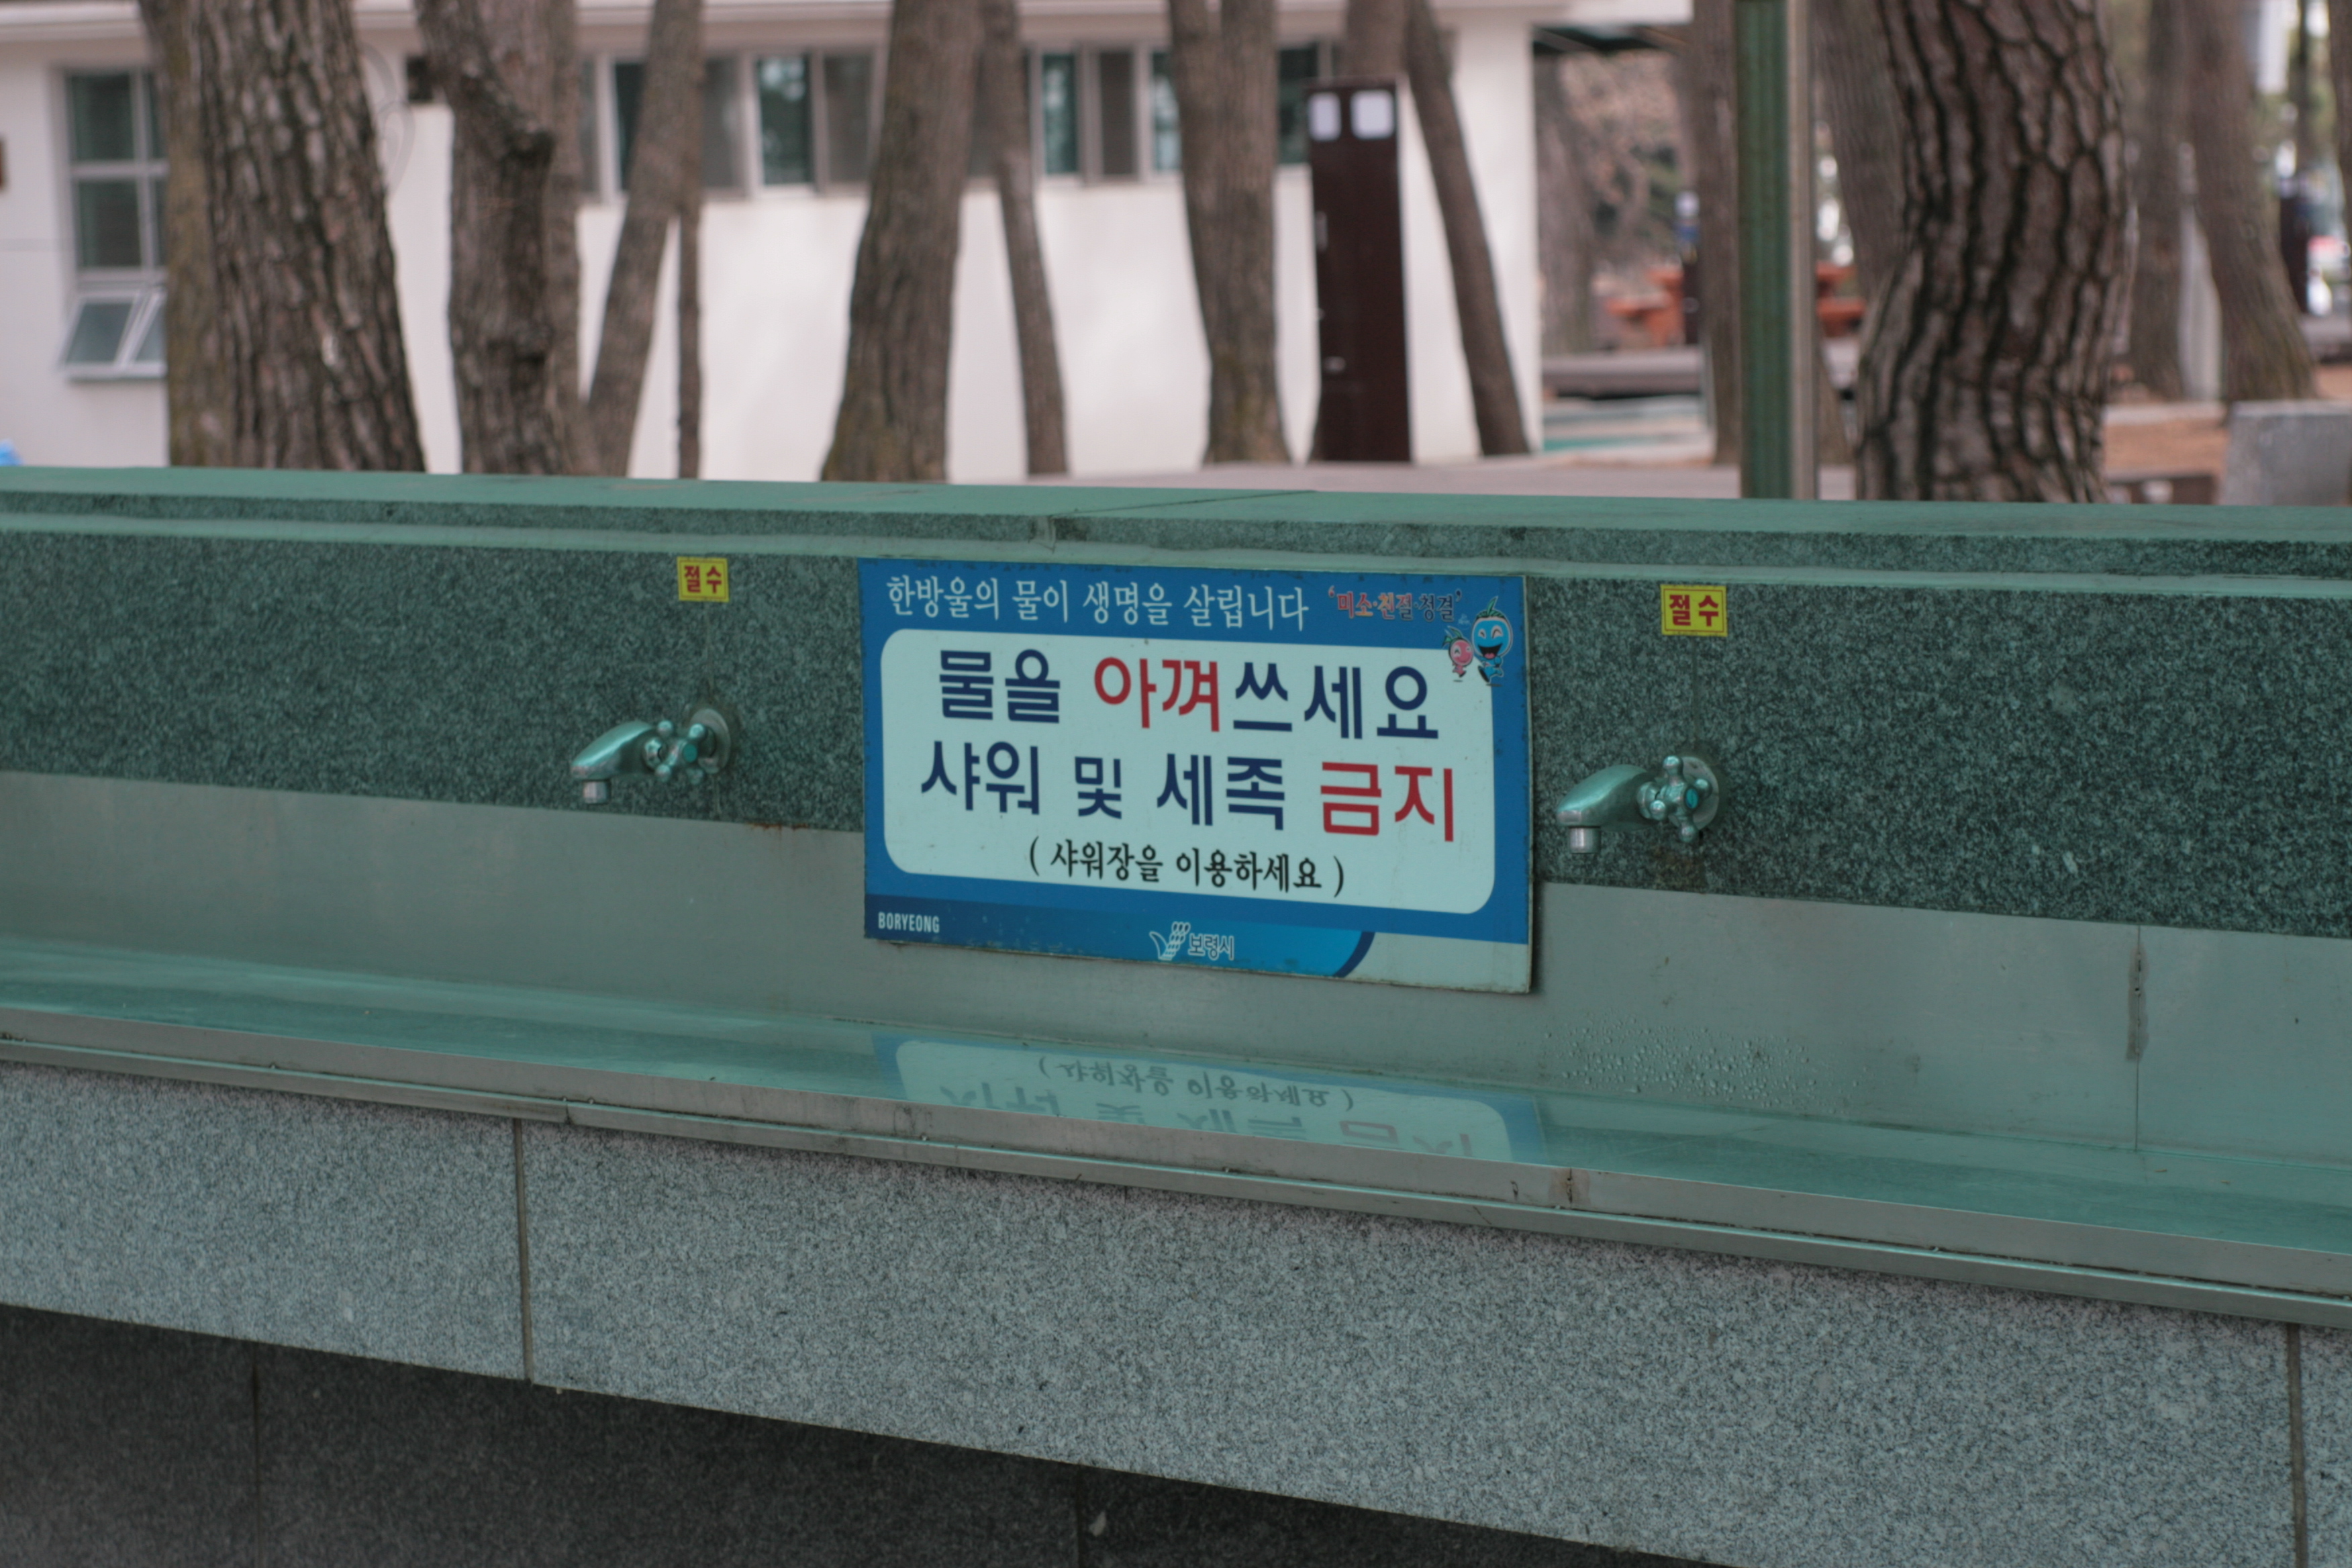 절수
한방울의 물이 생명을 살립니다 '미소·친절·청결'
물을 아껴쓰세요
샤워 및 세족 금지
( 샤워장을 이용하세요 )
BORYEONG
보령시
절수